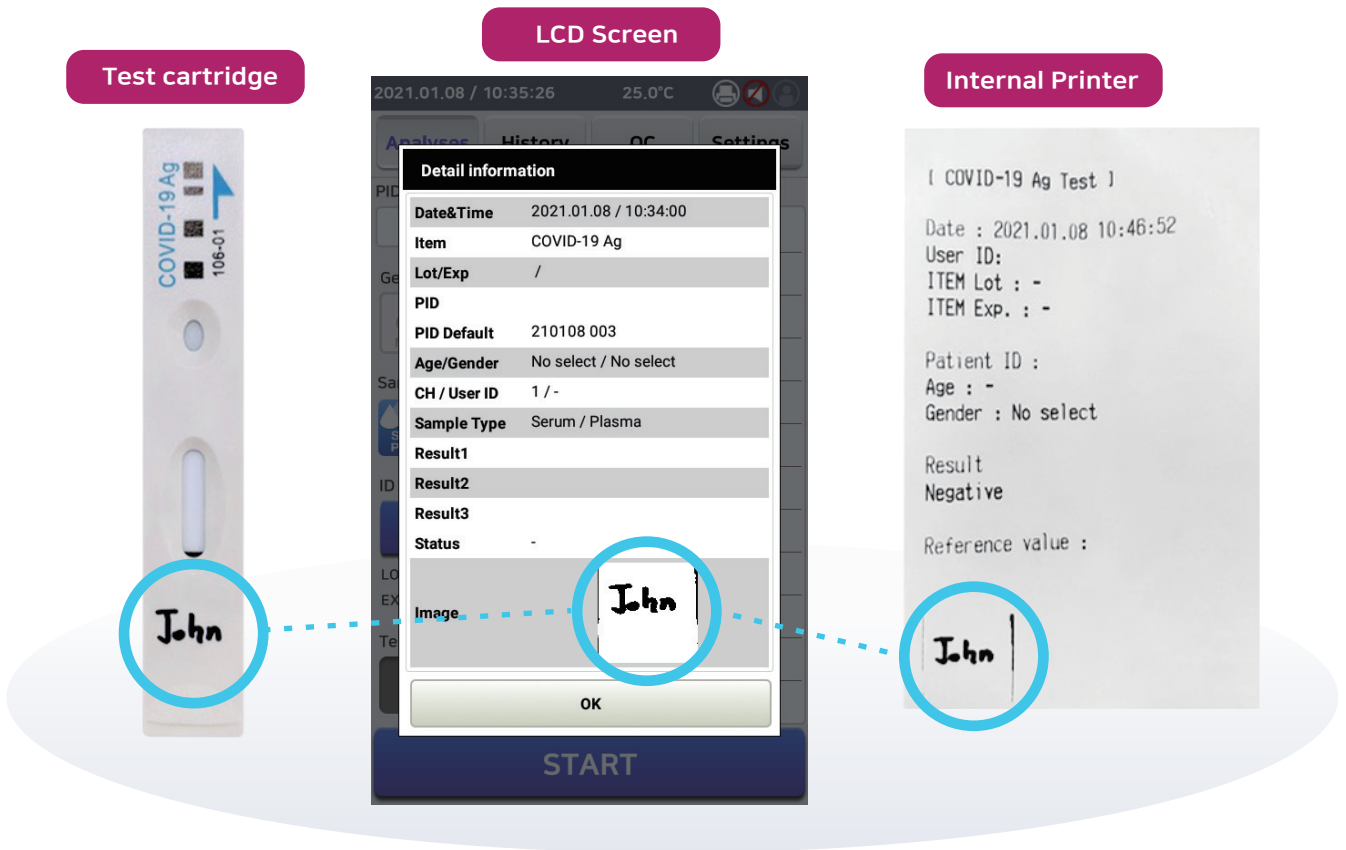 Test cartridge
COVID-19 Ag
106-01
John
LCD Screen
2021.01.08 / 10:35:26 25.0°C
Analyses History QC Settings
PID
Detail information
Date&Time 2021.01.08 / 10:34:00
Item COVID-19 Ag
Lot/Exp /
PID
PID Default 210108 003
Age/Gender No select / No select
CH / User ID 1 / -
Sample Type Serum / Plasma
Result1
Result2
Result3
Status -
Image John
OK
ID
START
Internal Printer
[ COVID-19 Ag Test ]
Date : 2021.01.08 10:46:52
User ID:
ITEM Lot : -
ITEM Exp. : -
Patient ID :
Age : -
Gender : No select
Result
Negative
Reference value :
John